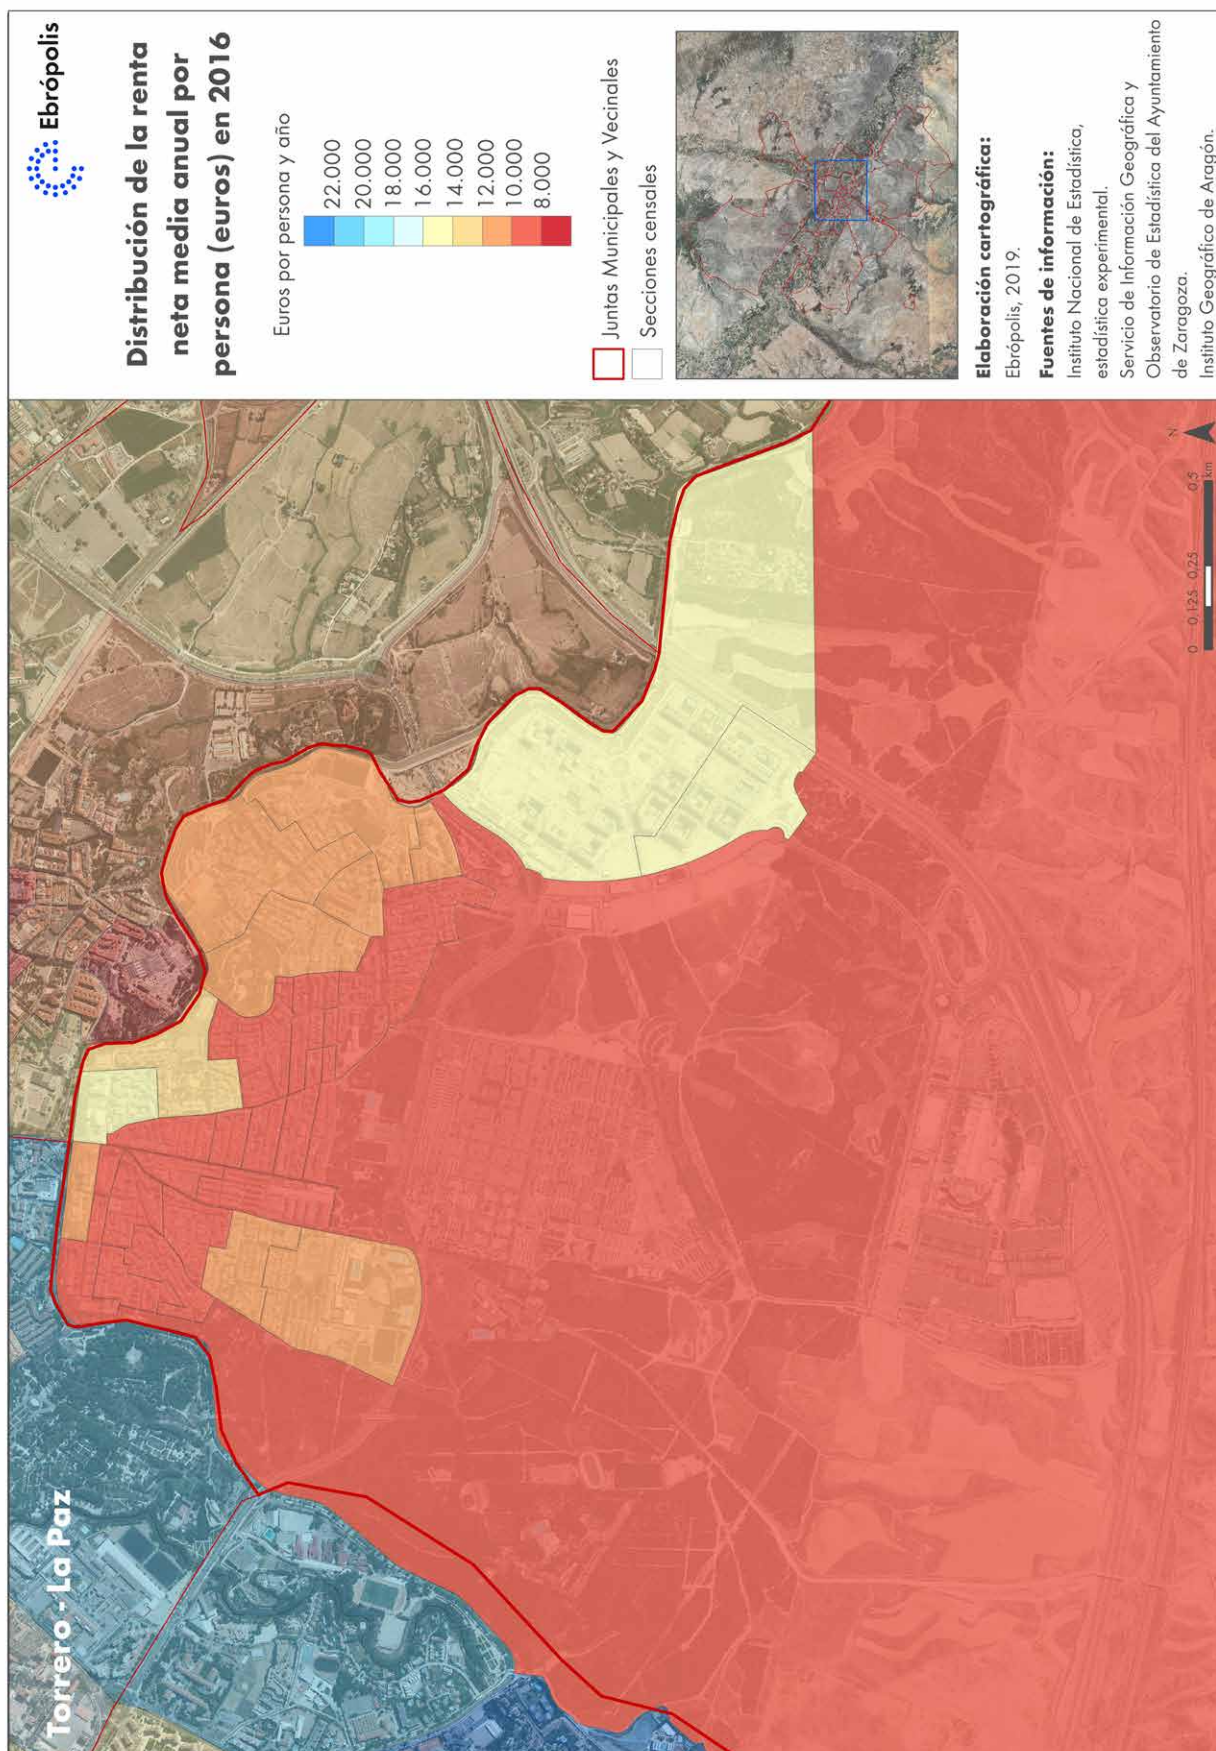 Torrero - La Paz
Ebrópolis
Distribución de la renta
neta media anual por
persona (euros) en 2016
Euros por persona y año
22.000
20.000
18.000
16.000
14.000
12.000
10.000
8.000
Juntas Municipales y Vecinales
Secciones censales
Elaboración cartográfica:
Ebrópolis, 2019.
Fuentes de información:
Instituto Nacional de Estadística,
estadística experimental.
Servicio de Información Geográfica y
Observatorio de Estadística del Ayuntamiento
de Zaragoza.
Instituto Geográfico de Aragón.
N
0 0,125 0,25 0,5
km